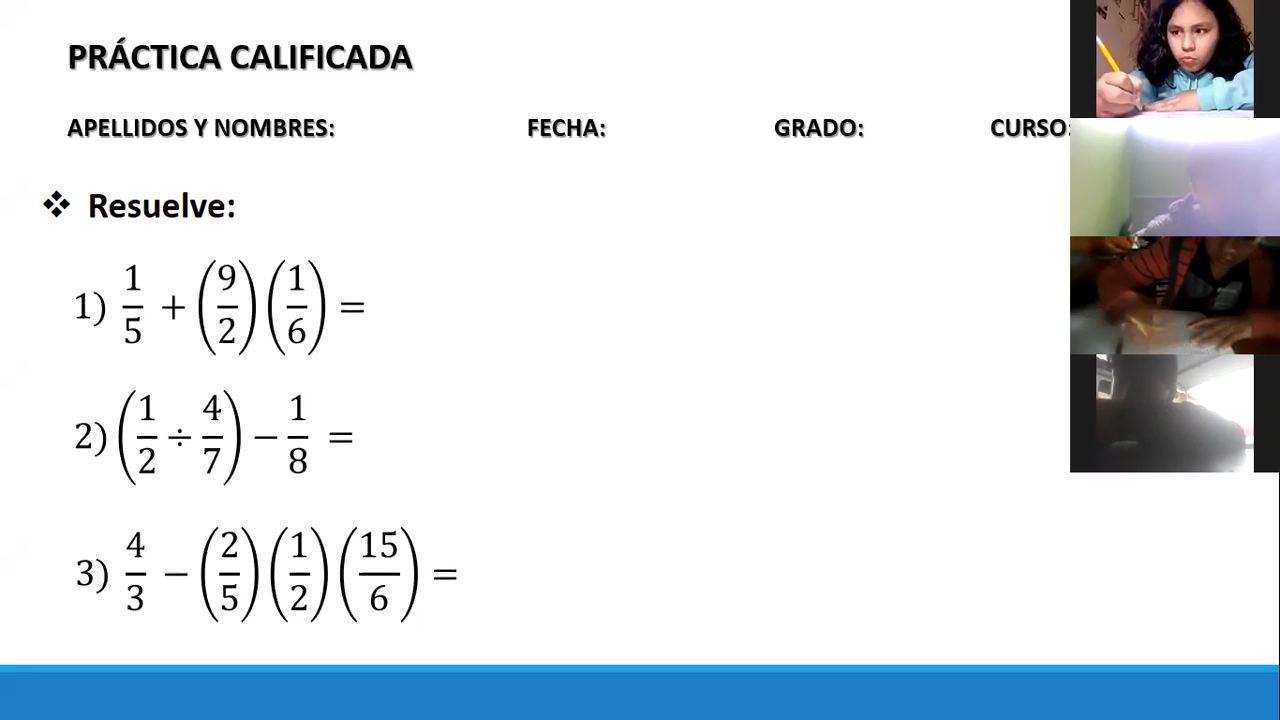 PRÁCTICA CALIFICADA
APELLIDOS Y NOMBRES: FECHA: GRADO: CURSO:
❖ Resuelve:
1) 1/5 + (9/2)(1/6) =
2) (1/2 ÷ 4/7) − 1/8 =
3) 4/3 − (2/5)(1/2)(15/6) =